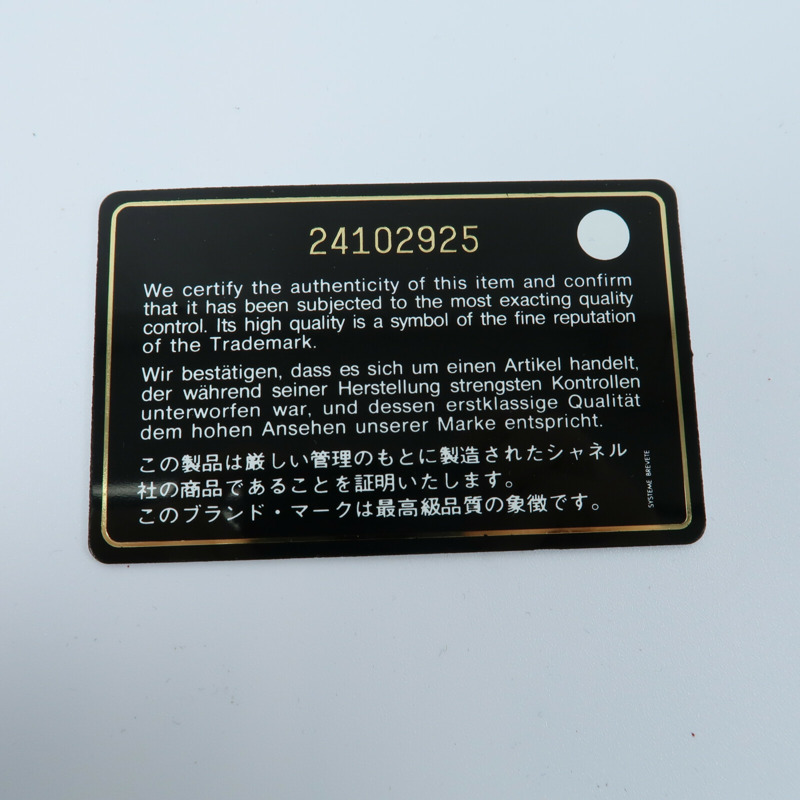 24102925
We certify the authenticity of this item and confirm
that it has been subjected to the most exacting quality
control. Its high quality is a symbol of the fine reputation
of the Trademark.
Wir bestätigen, dass es sich um einen Artikel handelt,
der während seiner Herstellung strengsten Kontrollen
unterworfen war, und dessen erstklassige Qualität
dem hohen Ansehen unserer Marke entspricht.
この製品は厳しい管理のもとに製造されたシャネル
社の商品であることを証明いたします。
このブランド・マークは最高級品質の象徴です。
SYSTEME BREVETE